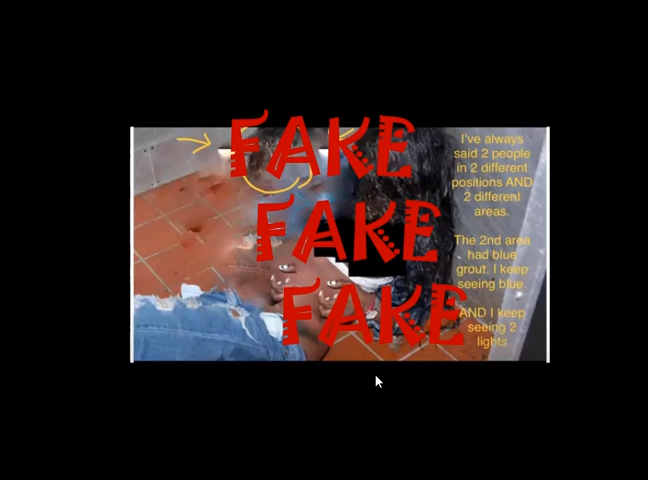 FAKE
FAKE
FAKE
I've always
said 2 people
in 2 different
positions AND
2 different
areas.
The 2nd area
had blue
grout. I keep
seeing blue.
AND I keep
seeing 2
lights